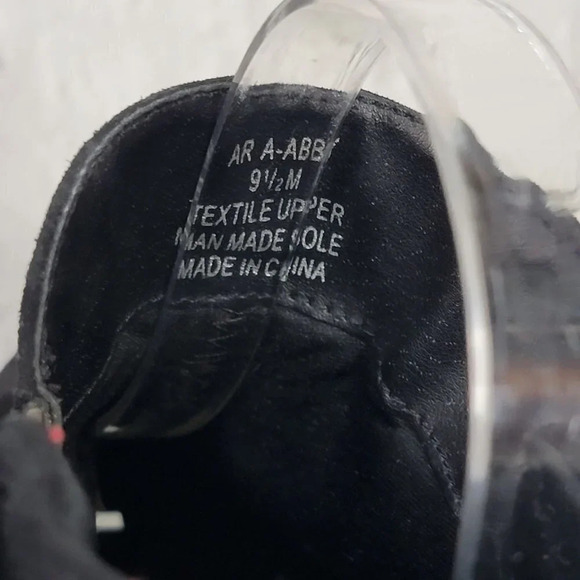 AR A-ABBY
9½M
TEXTILE UPPER
MAN MADE SOLE
MADE IN CHINA